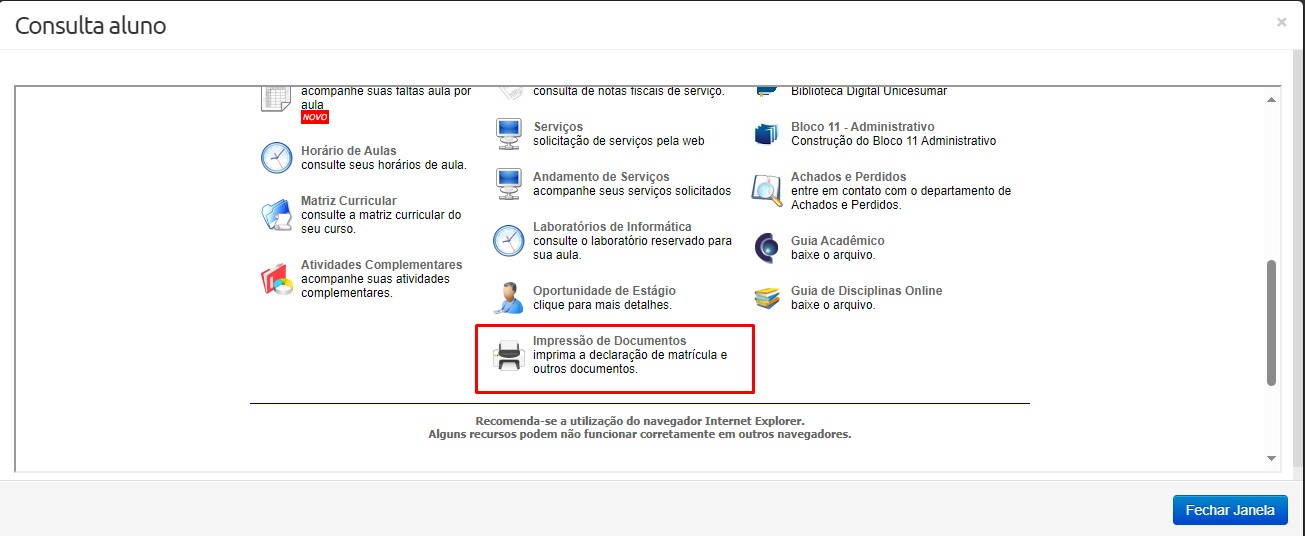 Consulta aluno
×
acompanhe suas faltas aula por
aula
NOVO
Horário de Aulas
consulte seus horários de aula.
Matriz Curricular
consulte a matriz curricular do
seu curso.
Atividades Complementares
acompanhe suas atividades
complementares.
consulta de notas fiscais de serviço.
Serviços
solicitação de serviços pela web
Andamento de Serviços
acompanhe seus serviços solicitados
Laboratórios de Informática
consulte o laboratório reservado para
sua aula.
Oportunidade de Estágio
clique para mais detalhes.
Impressão de Documentos
imprima a declaração de matrícula e
outros documentos.
Biblioteca Digital Unicesumar
Bloco 11 - Administrativo
Construção do Bloco 11 Administrativo
Achados e Perdidos
entre em contato com o departamento de
Achados e Perdidos.
Guia Acadêmico
baixe o arquivo.
Guia de Disciplinas Online
baixe o arquivo.
Recomenda-se a utilização do navegador Internet Explorer.
Alguns recursos podem não funcionar corretamente em outros navegadores.
Fechar Janela